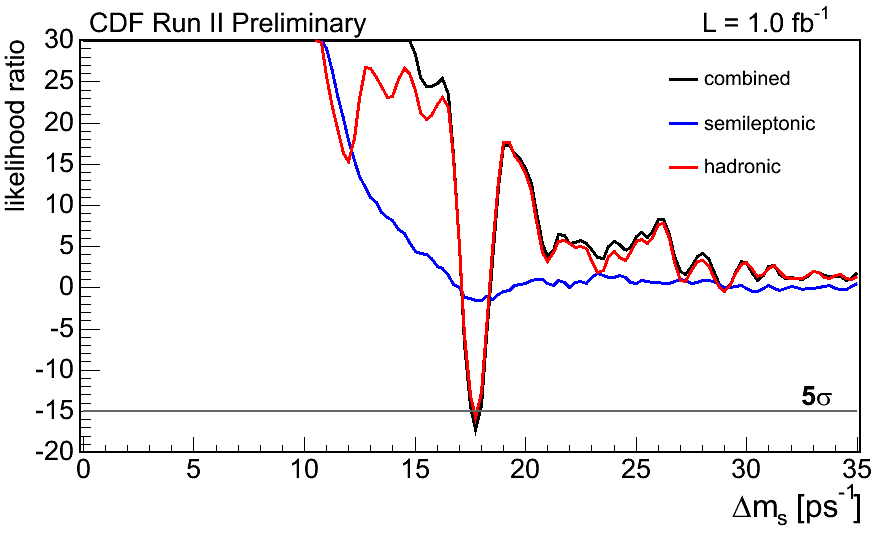 CDF Run II Preliminary
L = 1.0 fb⁻¹
likelihood ratio
30
25
20
15
10
5
0
-5
-10
-15
-20
combined
semileptonic
hadronic
5σ
0
5
10
15
20
25
30
35
Δmₛ [ps⁻¹]